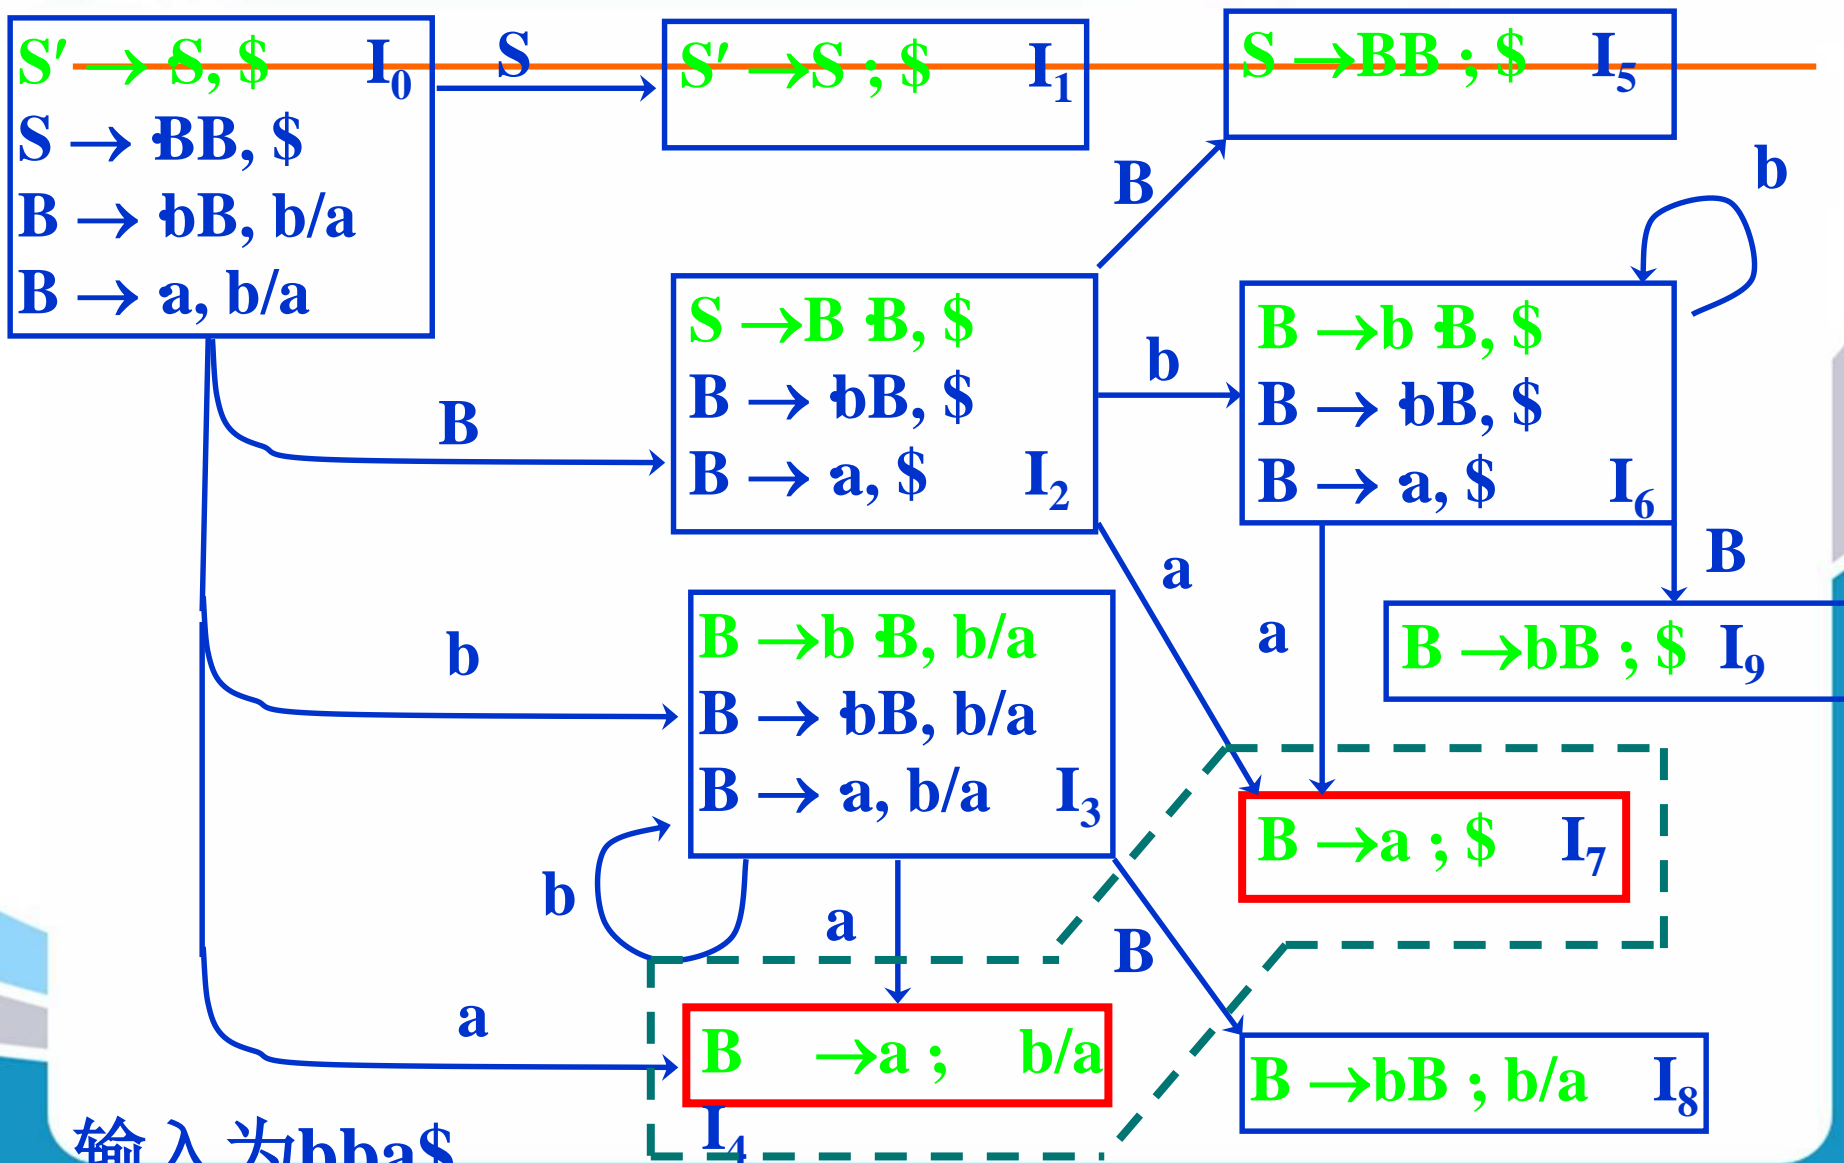 S′ → ·S, $ I0
S → ·BB, $
B → ·bB, b/a
B → ·a, b/a
S
S′ → S·, $ I1
S → BB·, $ I5
B
b
S → B·B, $
B → ·bB, $
B → ·a, $ I2
B
b
B → b·B, $
B → ·bB, $
B → ·a, $ I6
a
a
B
B → bB·, $ I9
b
B → b·B, b/a
B → ·bB, b/a
B → ·a, b/a I3
b
a
B
B → a·, $ I7
a
B → a·, b/a
I4
B → bB·, b/a I8
输入为bba$